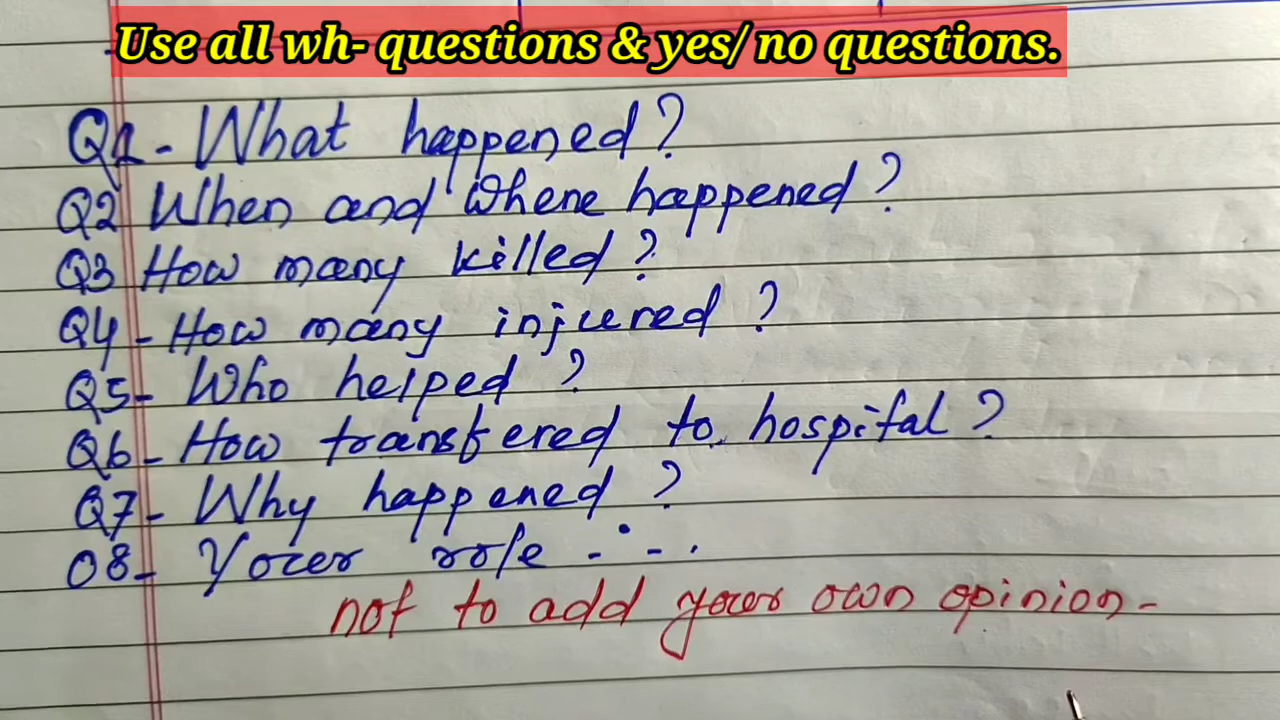 Use all wh- questions & yes/ no questions.
Q1 - What happened?
Q2 When and Where happened?
Q3 How many killed?
Q4 - How many injured?
Q5- Who helped?
Q6 - How transfered to hospital?
Q7 - Why happened?
Q8 - Your role - - .
not to add your own opinion -